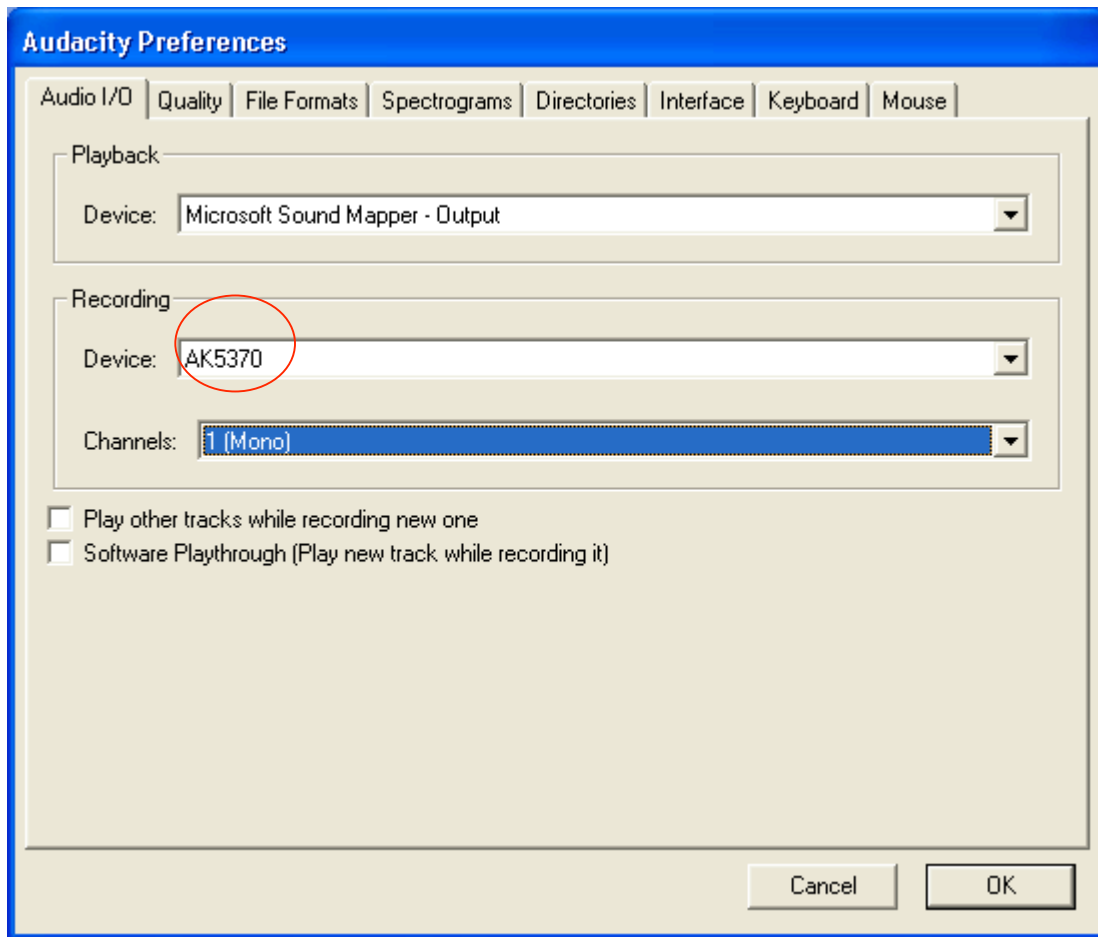 Audacity Preferences
Audio I/O Quality File Formats Spectrograms Directories Interface Keyboard Mouse
Playback
Device: Microsoft Sound Mapper - Output
Recording
Device: AK5370
Channels: 1 (Mono)
Play other tracks while recording new one
Software Playthrough (Play new track while recording it)
Cancel OK